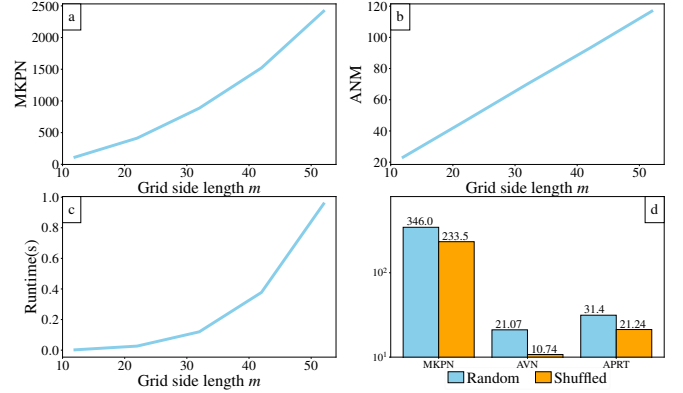 a
2500
2000
1500
1000
500
0
MKPN
10 20 30 40 50
Grid side length m
b
120
100
80
60
40
20
ANM
10 20 30 40 50
Grid side length m
c
1.0
0.8
0.6
0.4
0.2
0.0
Runtime(s)
10 20 30 40 50
Grid side length m
d
346.0
233.5
21.07
10.74
31.4
21.24
10²
10¹
MKPN AVN APRT
Random Shuffled